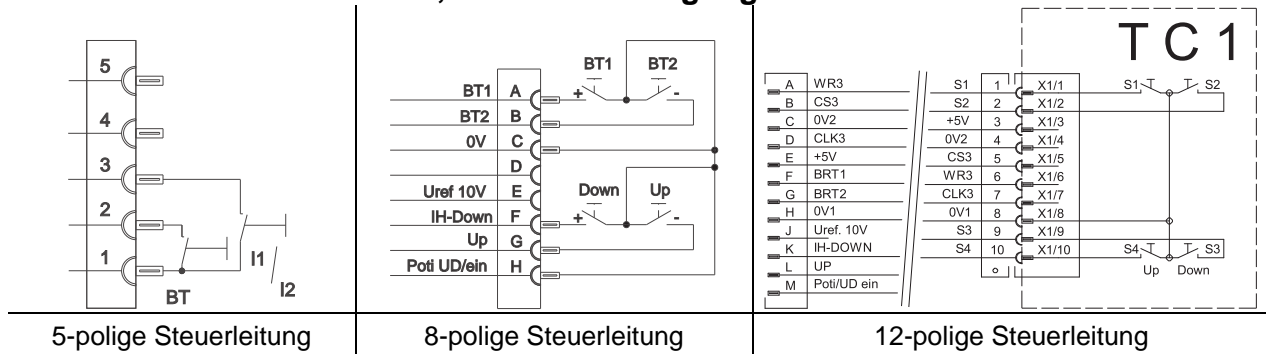 5
4
3
2
1
BT
I1
I2
5-polige Steuerleitung
BT1 BT2
BT1 A + -
BT2 B
0V C
D
Uref 10V E Down Up
IH-Down F + -
Up G
Poti UD/ein H
8-polige Steuerleitung
TC 1
A WR3 S1 1 X1/1 S1 S2
B CS3 S2 2 X1/2
C 0V2 +5V 3 X1/3
D CLK3 0V2 4 X1/4
E +5V CS3 5 X1/5
F BRT1 WR3 6 X1/6
G BRT2 CLK3 7 X1/7
H 0V1 0V1 8 X1/8
J Uref. 10V S3 9 X1/9
K IH-DOWN S4 10 X1/10 S4 S3
L UP Up Down
M Poti/UD ein
12-polige Steuerleitung